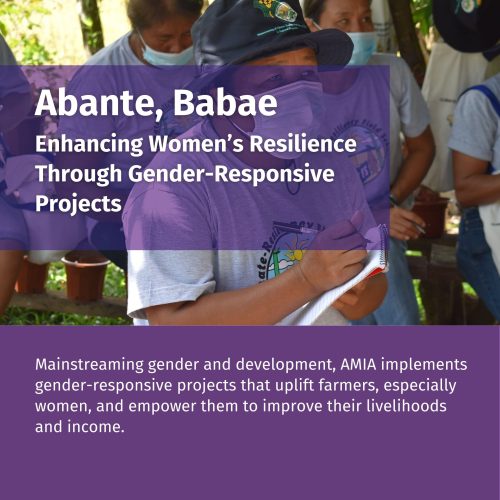 Abante, Babae
Enhancing Women's Resilience
Through Gender-Responsive
Projects
Mainstreaming gender and development, AMIA implements
gender-responsive projects that uplift farmers, especially
women, and empower them to improve their livelihoods
and income.